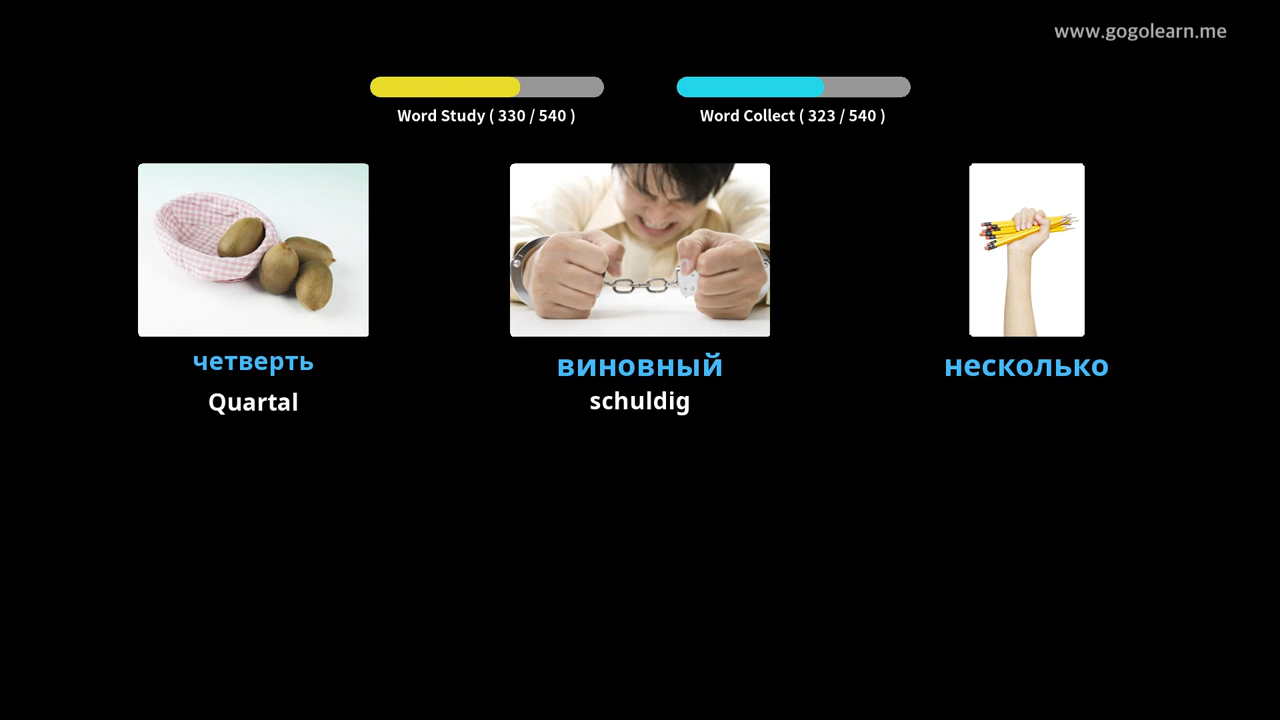 www.gogolearn.me
Word Study ( 330 / 540 )
Word Collect ( 323 / 540 )
четверть
Quartal
виновный
schuldig
несколько